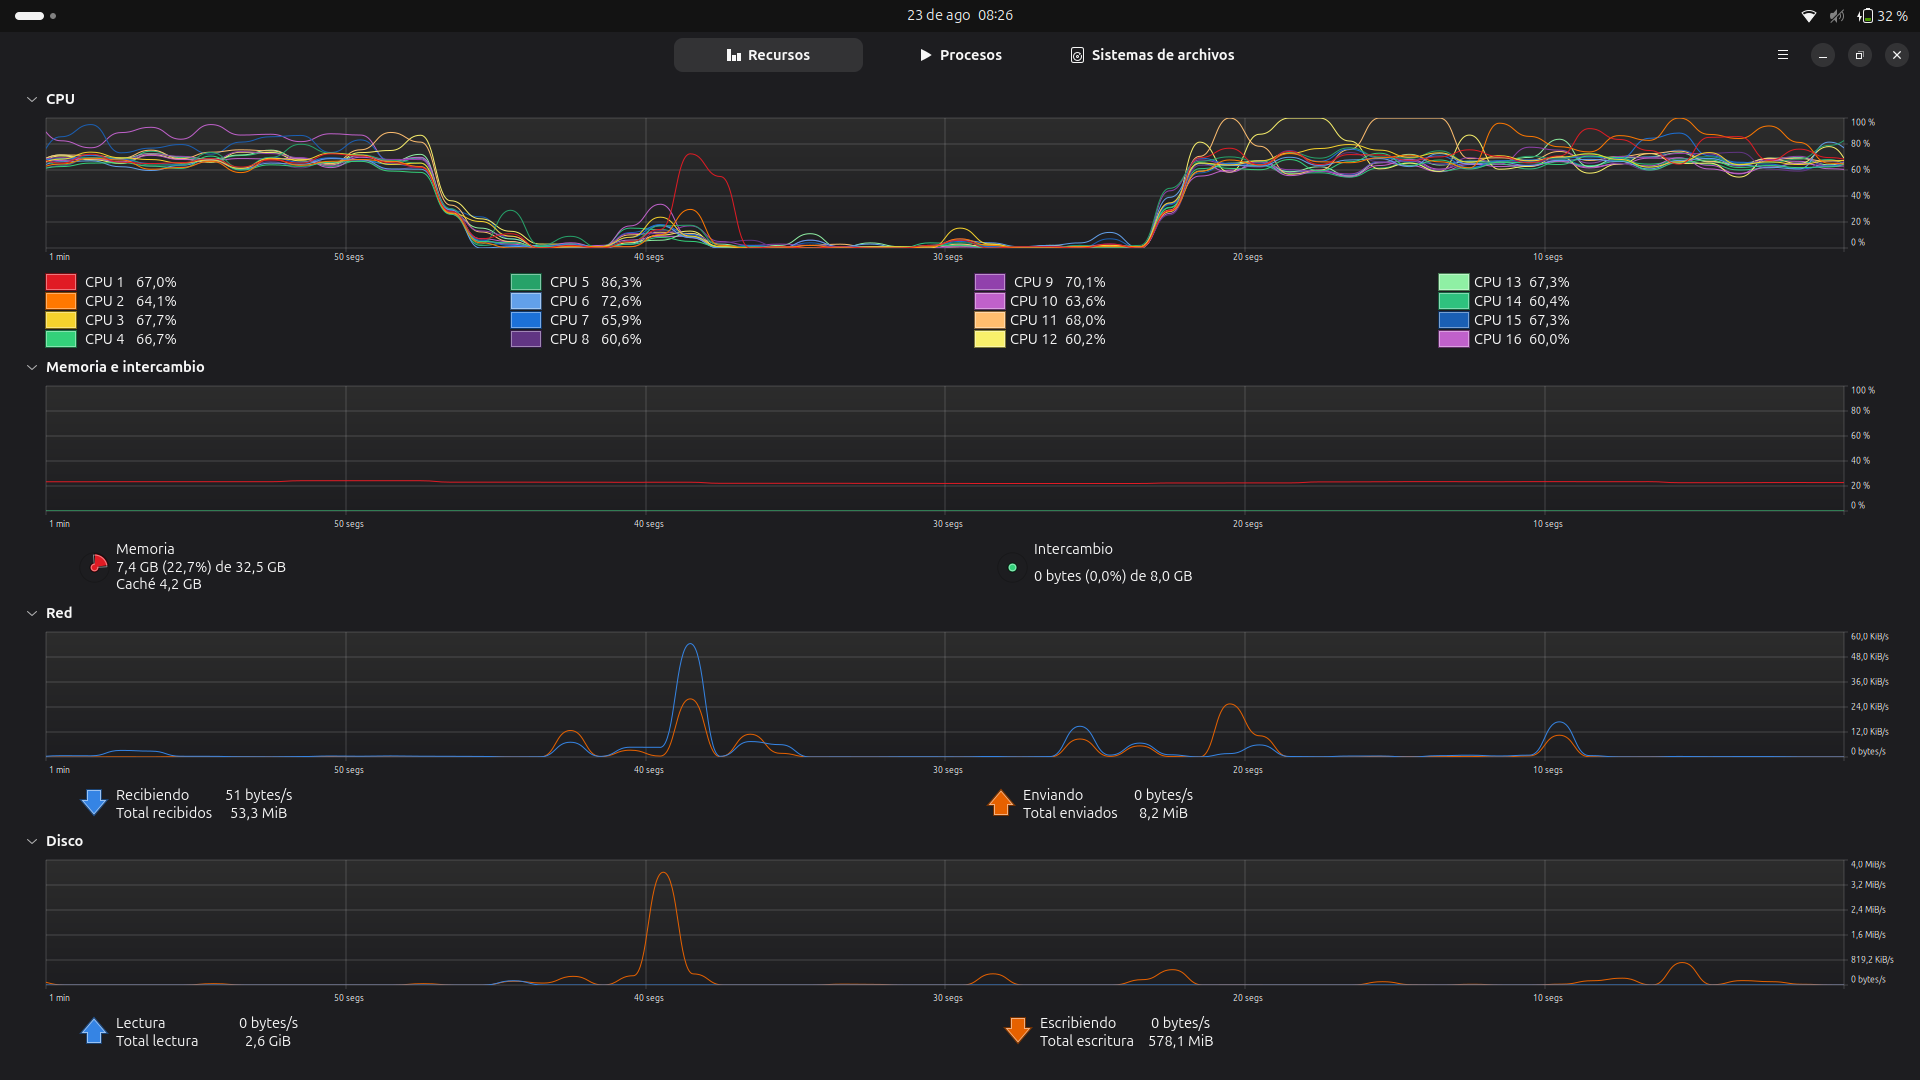 23 de ago 08:26
32 %
Recursos
Procesos
Sistemas de archivos
CPU
100 %
80 %
60 %
40 %
20 %
0 %
1 min
50 segs
40 segs
30 segs
20 segs
10 segs
CPU 1 67,0%
CPU 5 86,3%
CPU 9 70,1%
CPU 13 67,3%
CPU 2 64,1%
CPU 6 72,6%
CPU 10 63,6%
CPU 14 60,4%
CPU 3 67,7%
CPU 7 65,9%
CPU 11 68,0%
CPU 15 67,3%
CPU 4 66,7%
CPU 8 60,6%
CPU 12 60,2%
CPU 16 60,0%
Memoria e intercambio
100 %
80 %
60 %
40 %
20 %
0 %
1 min
50 segs
40 segs
30 segs
20 segs
10 segs
Memoria
7,4 GB (22,7%) de 32,5 GB
Caché 4,2 GB
Intercambio
0 bytes (0,0%) de 8,0 GB
Red
60,0 KiB/s
48,0 KiB/s
36,0 KiB/s
24,0 KiB/s
12,0 KiB/s
0 bytes/s
1 min
50 segs
40 segs
30 segs
20 segs
10 segs
Recibiendo 51 bytes/s
Total recibidos 53,3 MiB
Enviando 0 bytes/s
Total enviados 8,2 MiB
Disco
4,0 MiB/s
3,2 MiB/s
2,4 MiB/s
1,6 MiB/s
819,2 KiB/s
0 bytes/s
1 min
50 segs
40 segs
30 segs
20 segs
10 segs
Lectura 0 bytes/s
Total lectura 2,6 GiB
Escribiendo 0 bytes/s
Total escritura 578,1 MiB